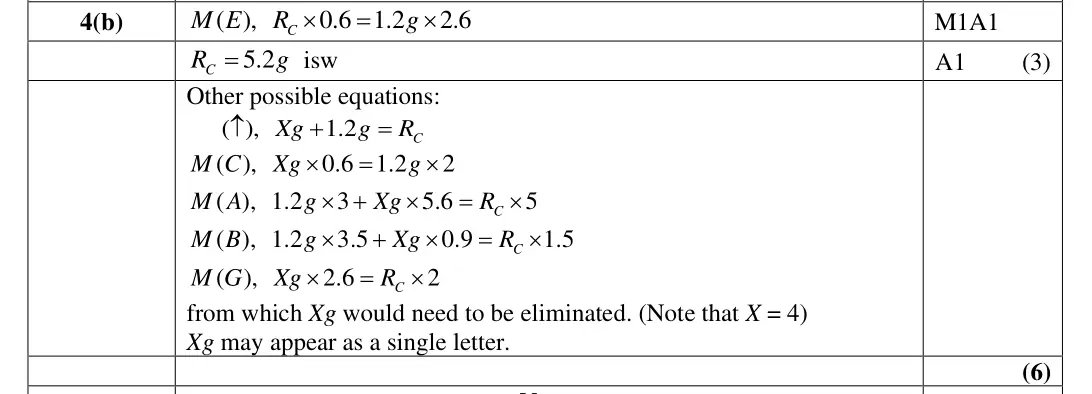 4(b) M(E), R_C × 0.6 = 1.2g × 2.6 M1A1
R_C = 5.2g isw A1 (3)
Other possible equations:
(↑), Xg + 1.2g = R_C
M(C), Xg × 0.6 = 1.2g × 2
M(A), 1.2g × 3 + Xg × 5.6 = R_C × 5
M(B), 1.2g × 3.5 + Xg × 0.9 = R_C × 1.5
M(G), Xg × 2.6 = R_C × 2
from which Xg would need to be eliminated. (Note that X = 4)
Xg may appear as a single letter.
(6)